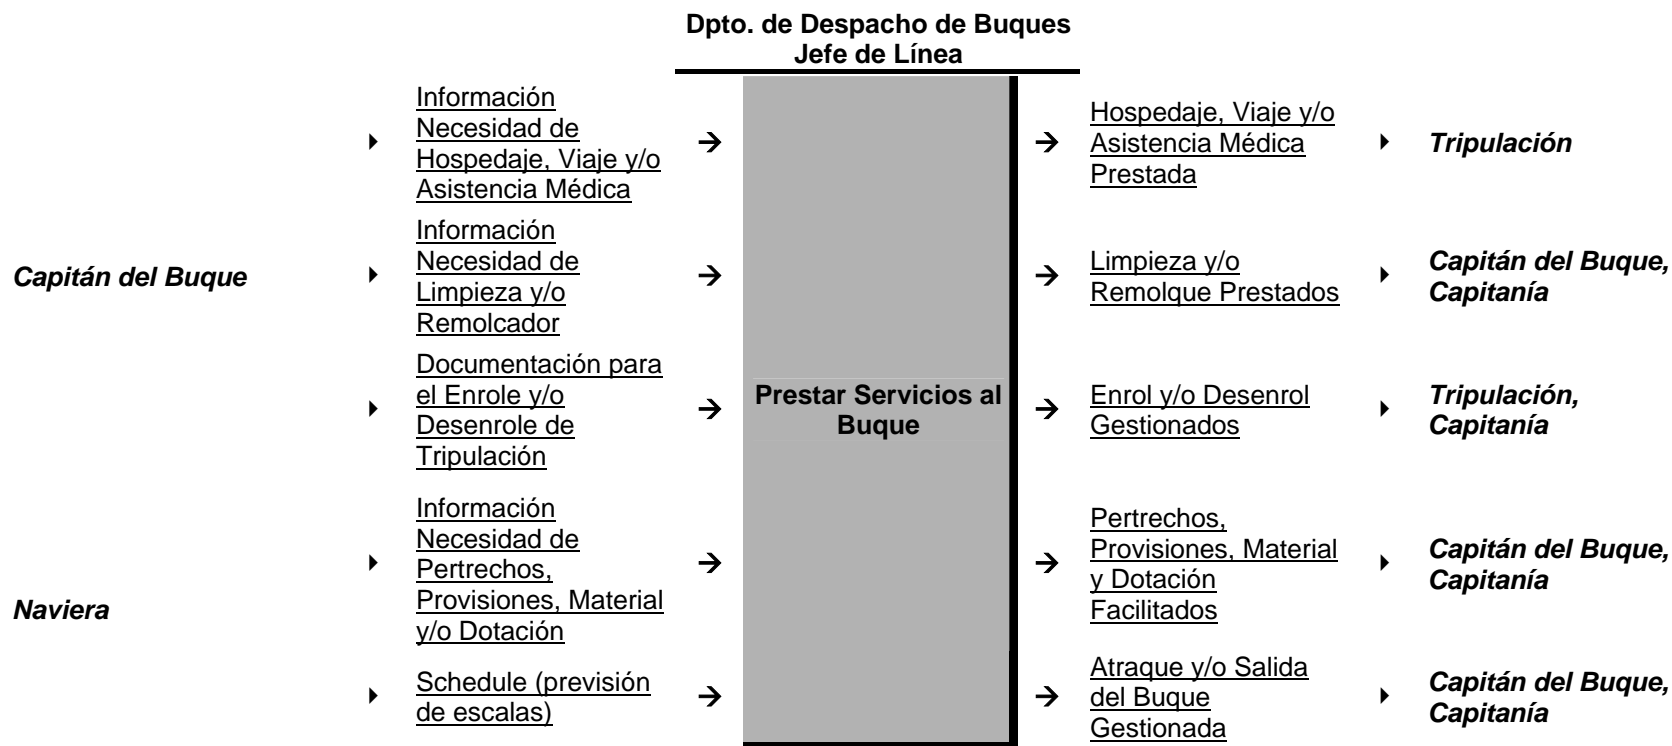 Dpto. de Despacho de Buques
Jefe de Línea
Información
Necesidad de
Hospedaje, Viaje y/o
Asistencia Médica
Hospedaje, Viaje y/o
Asistencia Médica
Prestada
Tripulación
Capitán del Buque
Información
Necesidad de
Limpieza y/o
Remolcador
Limpieza y/o
Remolque Prestados
Capitán del Buque,
Capitanía
Documentación para
el Enrole y/o
Desenrole de
Tripulación
Prestar Servicios al
Buque
Enrol y/o Desenrol
Gestionados
Tripulación,
Capitanía
Naviera
Información
Necesidad de
Pertrechos,
Provisiones, Material
y/o Dotación
Pertrechos,
Provisiones, Material
y Dotación
Facilitados
Capitán del Buque,
Capitanía
Schedule (previsión
de escalas)
Atraque y/o Salida
del Buque
Gestionada
Capitán del Buque,
Capitanía